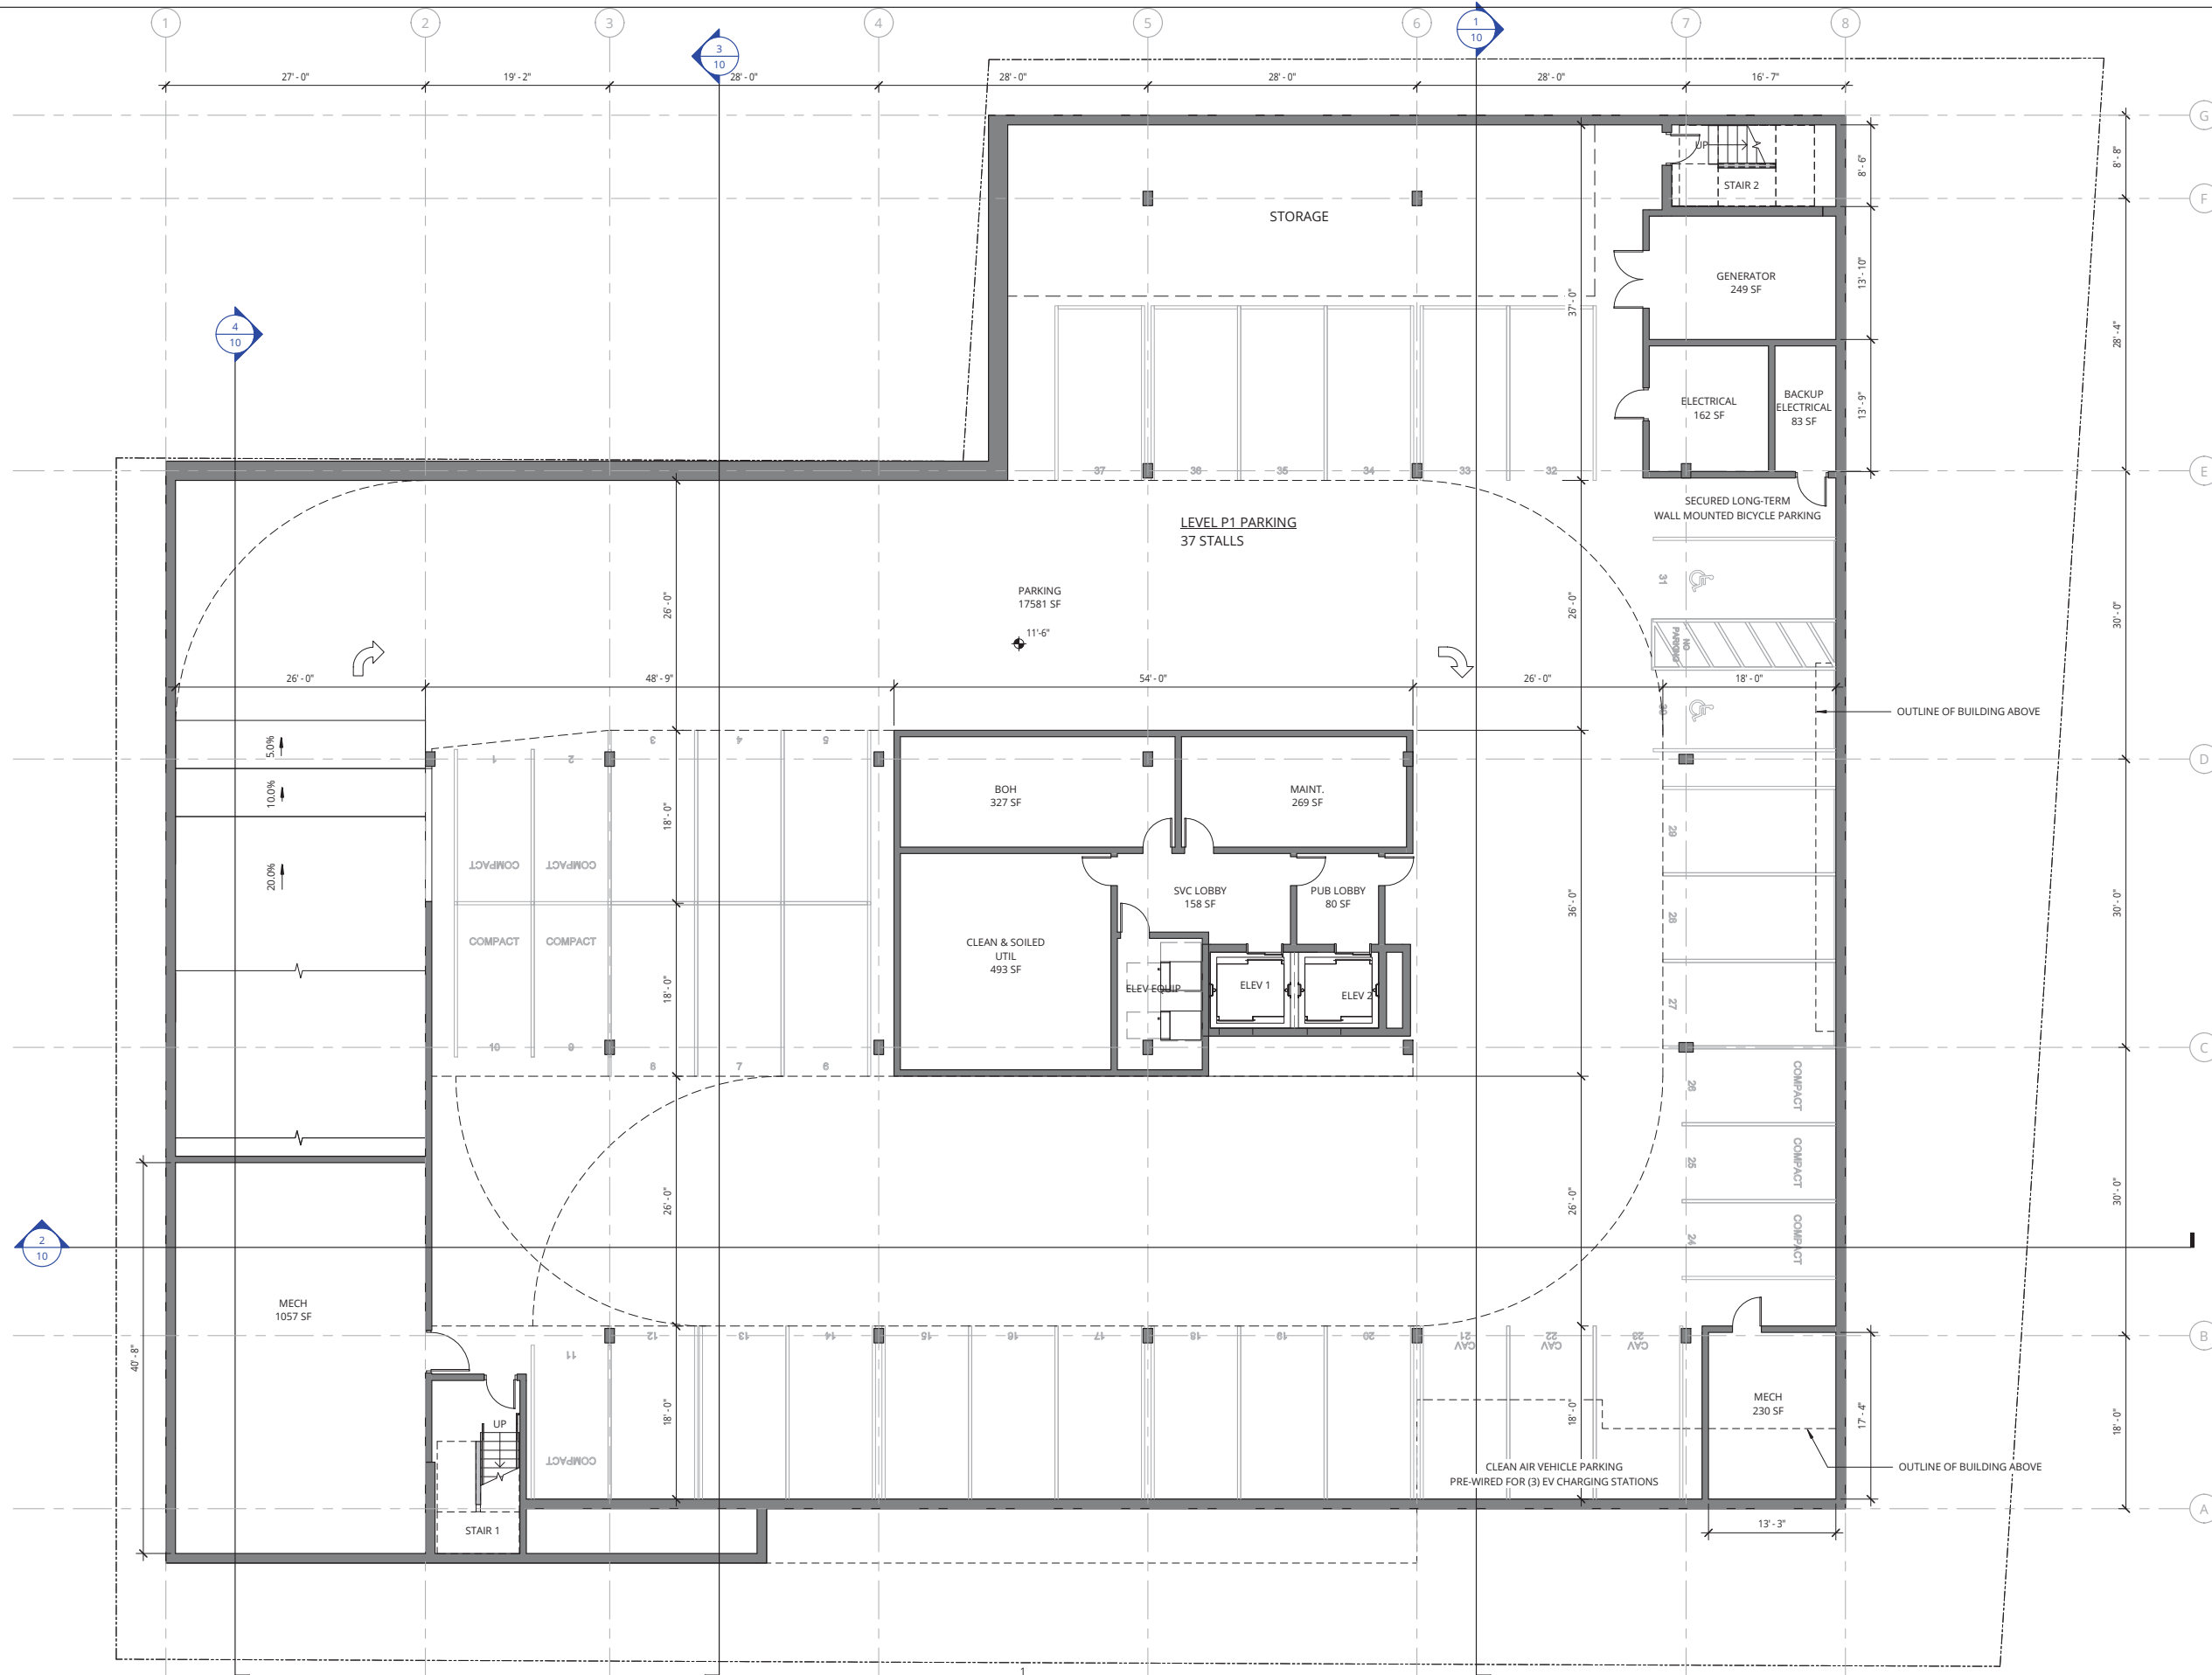 1
2
3
4
5
6
7
8
3
10
1
10
27' - 0"
19' - 2"
28' - 0"
28' - 0"
28' - 0"
28' - 0"
16' - 7"
G
8' - 6"
8' - 8"
UP
STAIR 2
F
STORAGE
GENERATOR
249 SF
13' - 10"
37' - 0"
28' - 4"
4
10
ELECTRICAL
162 SF
BACKUP
ELECTRICAL
83 SF
13' - 9"
37
36
35
34
33
32
E
SECURED LONG-TERM
WALL MOUNTED BICYCLE PARKING
LEVEL P1 PARKING
37 STALLS
PARKING
17581 SF
11'-6"
26' - 0"
26' - 0"
31
30' - 0"
NO
PARKING
26' - 0"
48' - 9"
54' - 0"
26' - 0"
18' - 0"
30
OUTLINE OF BUILDING ABOVE
5.0%
10.0%
20.0%
1
2
3
4
5
D
BOH
327 SF
MAINT.
269 SF
18' - 0"
29
COMPACT
COMPACT
SVC LOBBY
158 SF
PUB LOBBY
80 SF
36' - 0"
30' - 0"
28
COMPACT
COMPACT
CLEAN & SOILED
UTIL
493 SF
ELEV EQUIP
ELEV 1
ELEV 2
18' - 0"
27
10
9
8
7
6
C
26
COMPACT
25
COMPACT
24
COMPACT
26' - 0"
26' - 0"
30' - 0"
2
10
MECH
1057 SF
40' - 8"
11
12
13
14
15
16
17
18
19
20
21
CAV
22
CAV
23
CAV
B
MECH
230 SF
17' - 4"
18' - 0"
18' - 0"
18' - 0"
UP
COMPACT
CLEAN AIR VEHICLE PARKING
PRE-WIRED FOR (3) EV CHARGING STATIONS
OUTLINE OF BUILDING ABOVE
A
STAIR 1
13' - 3"
1